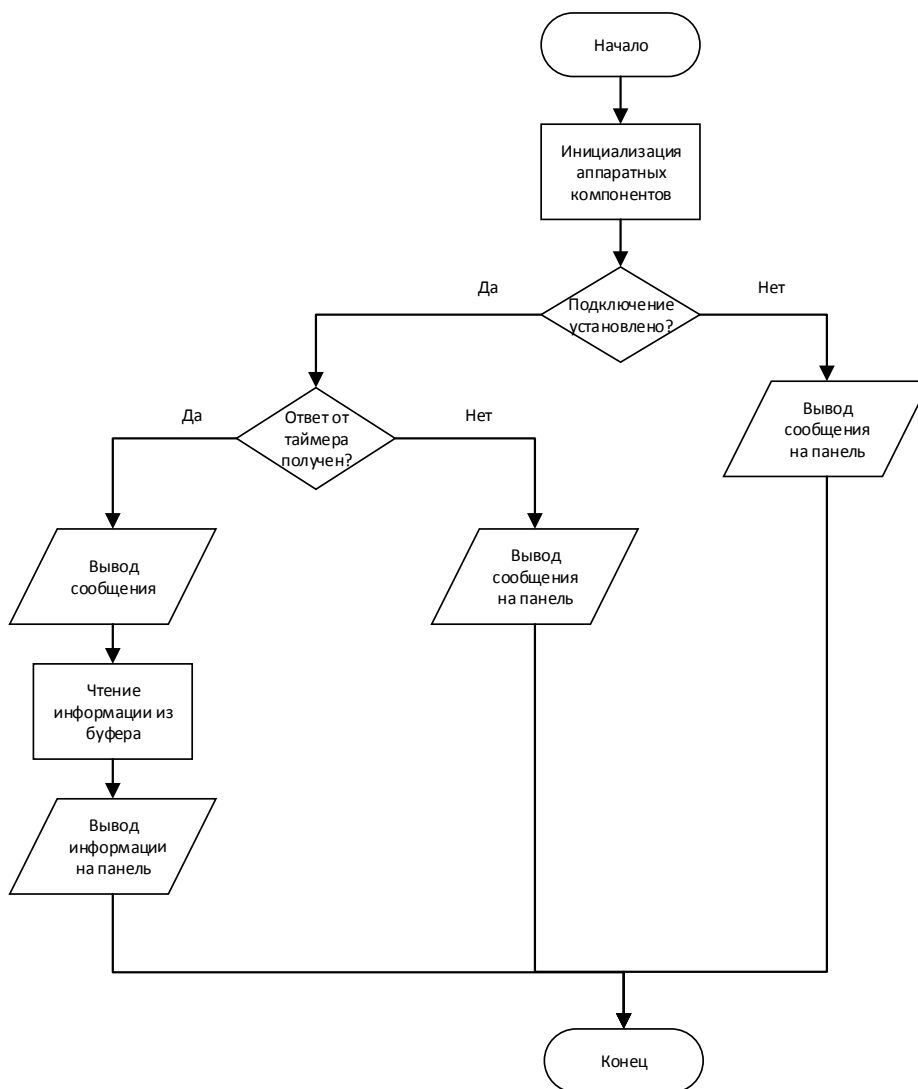 Начало
Инициализация
аппаратных
компонентов
Да
Нет
Подключение
установлено?
Да
Нет
Ответ от
таймера
получен?
Вывод
сообщения
на панель
Вывод
сообщения
Вывод
сообщения
на панель
Чтение
информации из
буфера
Вывод
информации
на панель
Конец